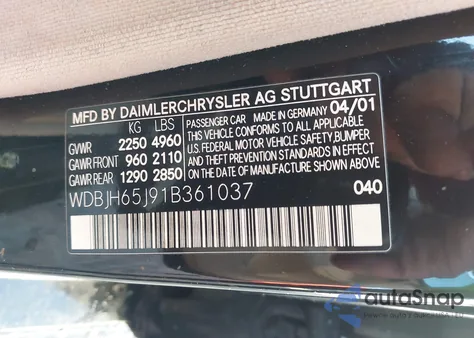 MFD BY DAIMLERCHRYSLER AG STUTTGART
KG LBS
GVWR 2250 4960
GAWR FRONT 960 2110
GAWR REAR 1290 2850
PASSENGER CAR MADE IN GERMANY 04/01
THIS VEHICLE CONFORMS TO ALL APPLICABLE
U.S. FEDERAL MOTOR VEHICLE SAFETY, BUMPER
AND THEFT PREVENTION STANDARDS IN EFFECT
ON THE DATE OF MANUFACTURE SHOWN ABOVE.
WDBJH65J91B361037 040
autoSnap